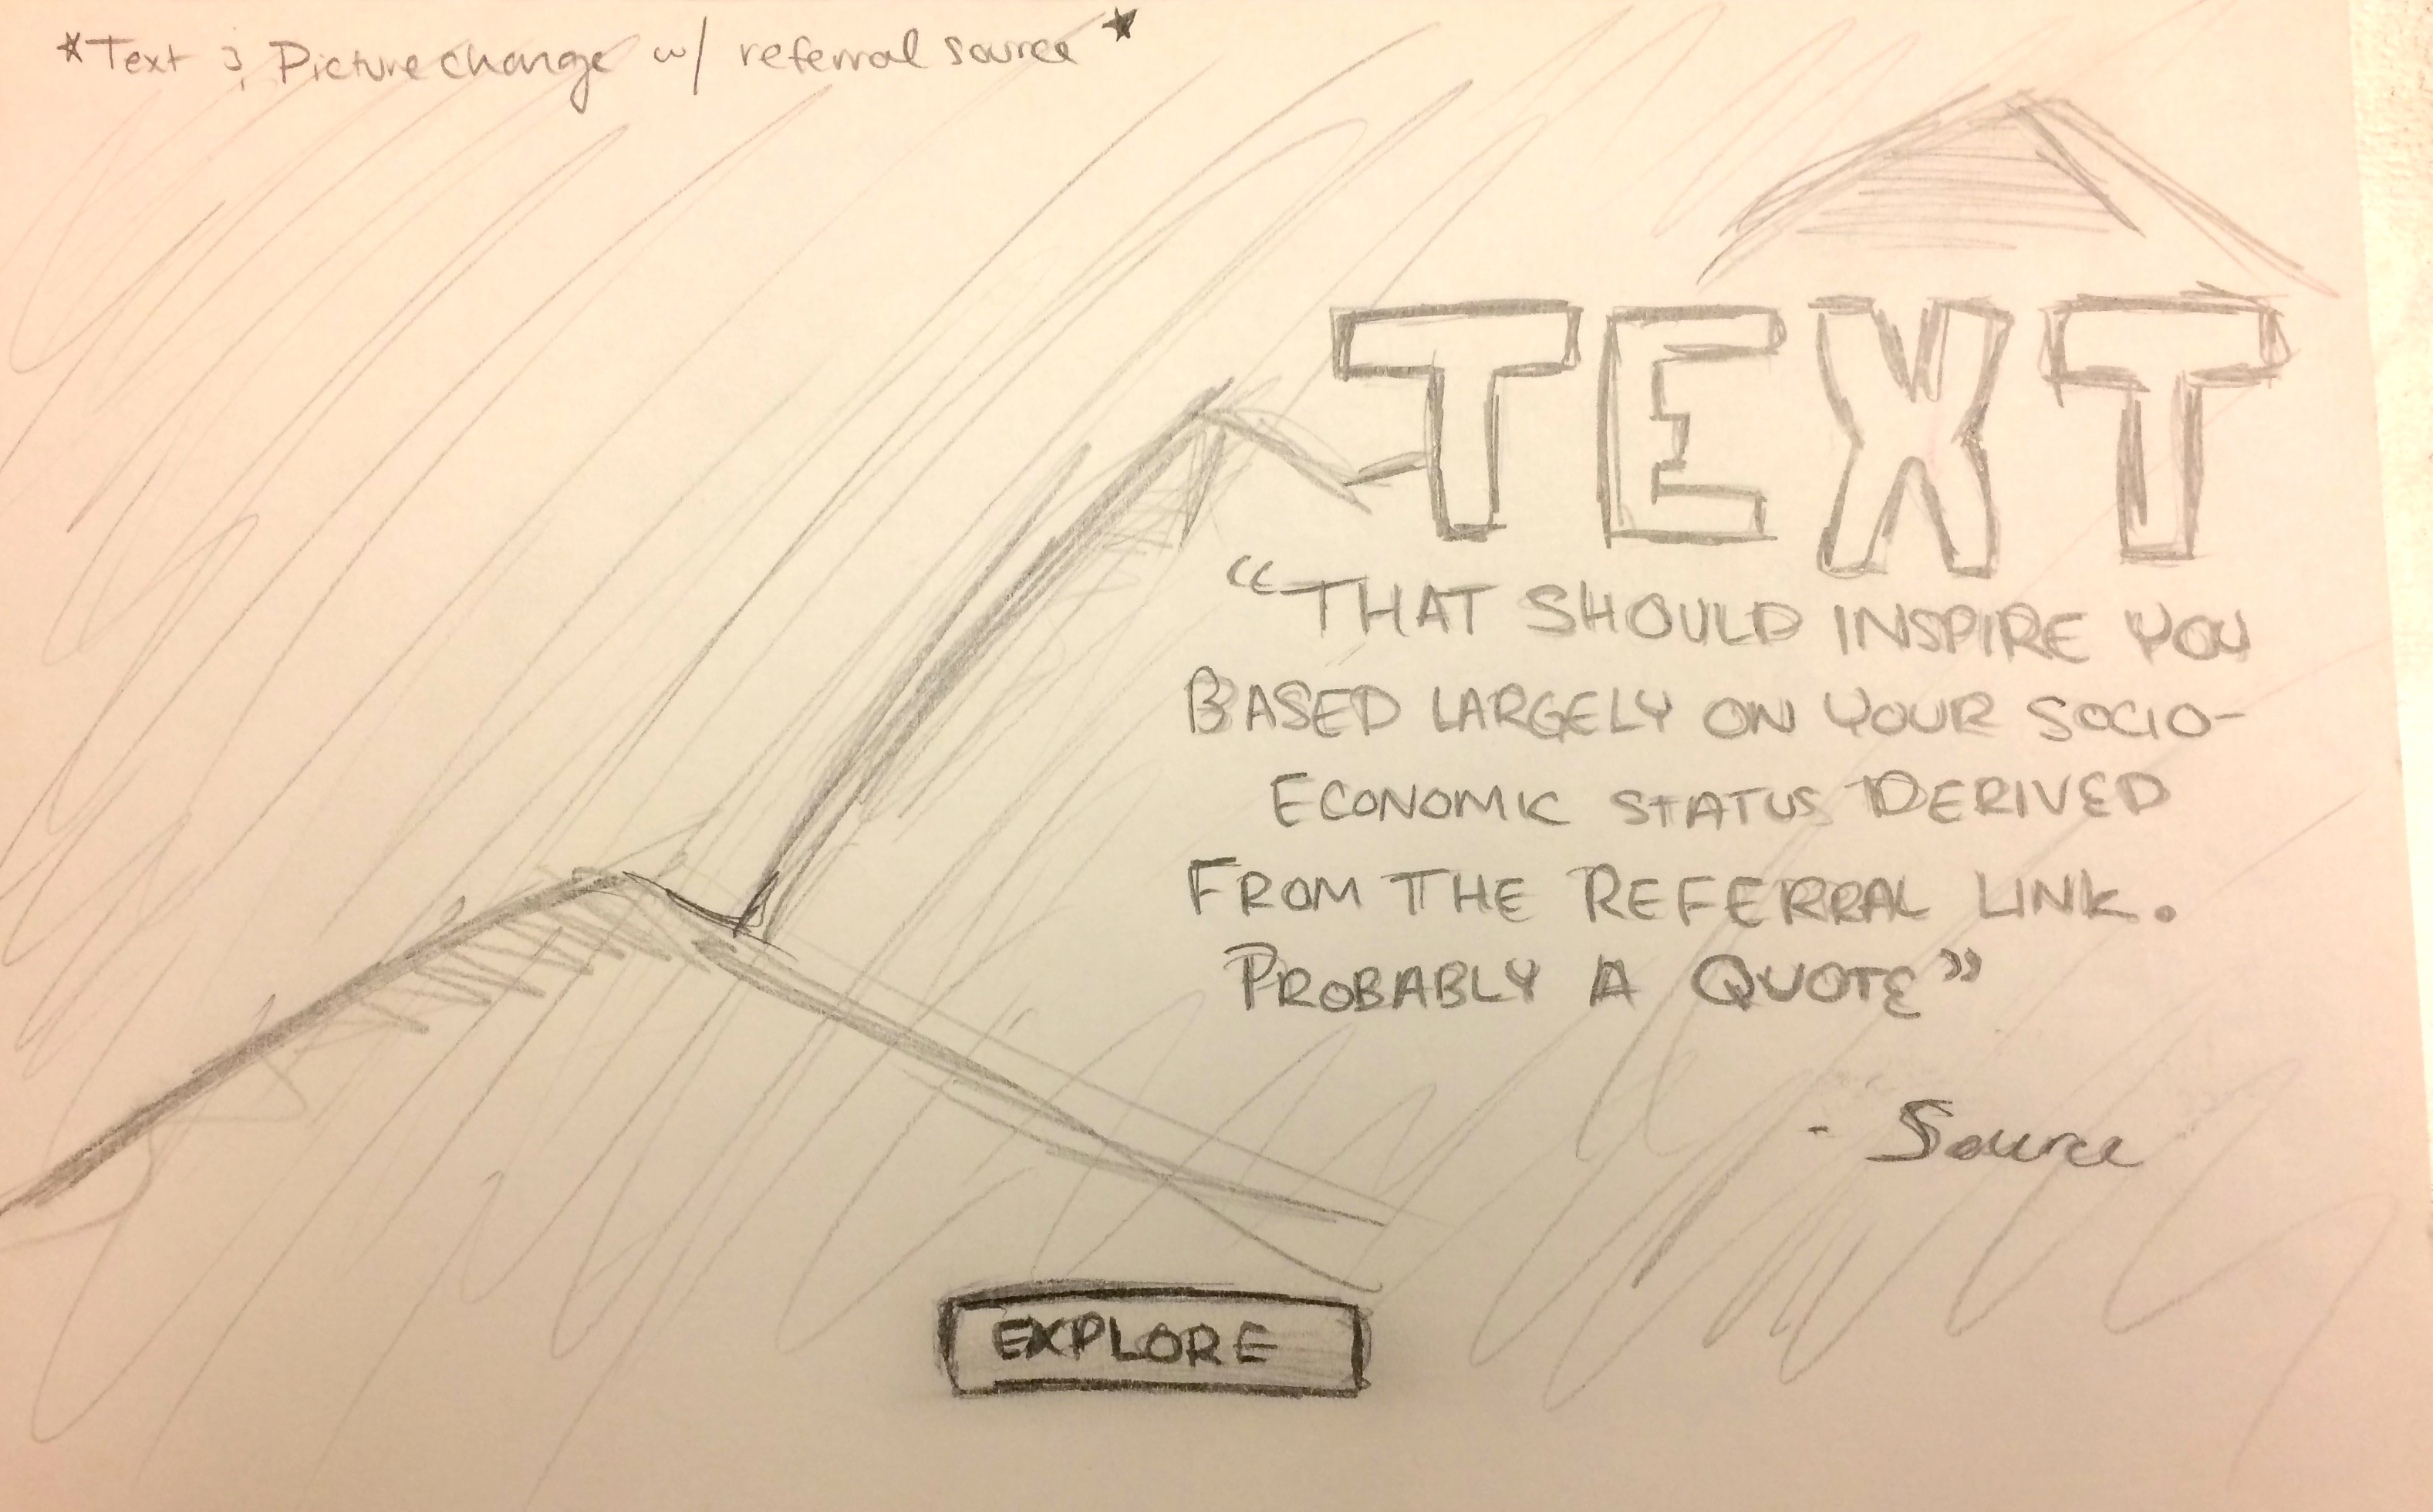 *Text & Picture change w/ referral source*
TEXT
"THAT SHOULD INSPIRE YOU
BASED LARGELY ON YOUR SOCIO-
ECONOMIC STATUS DERIVED
FROM THE REFERRAL LINK.
PROBABLY A QUOTE"
- Source
EXPLORE